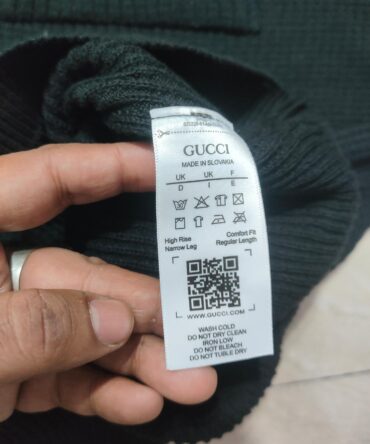 GUCCI
MADE IN SLOVAKIA
UK UK F
D I E
High Rise Comfort Fit
Narrow Leg Regular Length
WWW.GUCCI.COM
WASH COLD
DO NOT DRY CLEAN
IRON LOW
DO NOT BLEACH
DO NOT TUBLE DRY